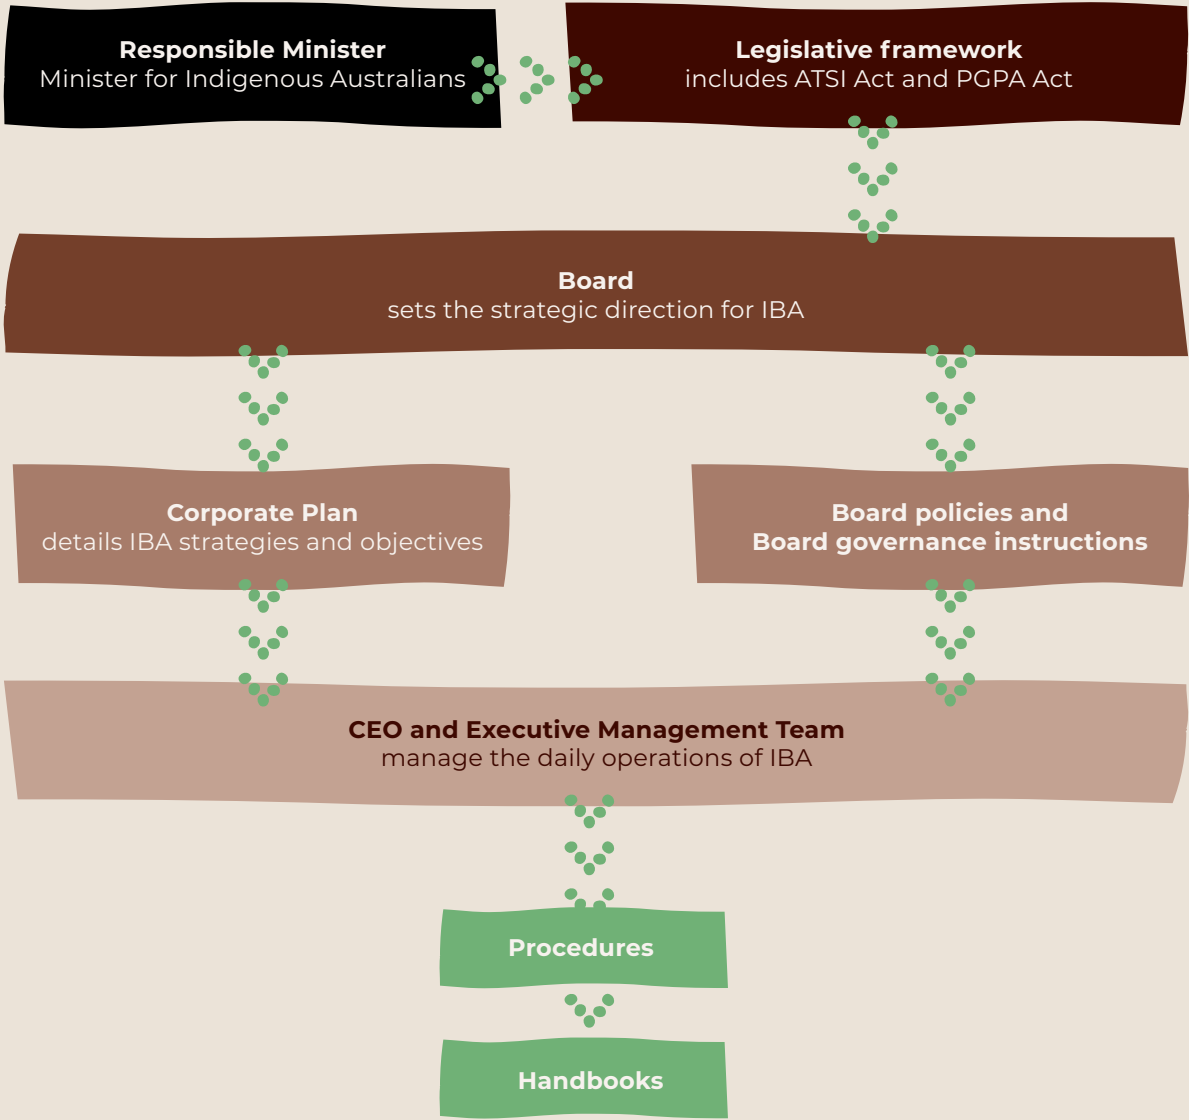 Responsible Minister
Minister for Indigenous Australians
Legislative framework
includes ATSI Act and PGPA Act
Board
sets the strategic direction for IBA
Corporate Plan
details IBA strategies and objectives
Board policies and
Board governance instructions
CEO and Executive Management Team
manage the daily operations of IBA
Procedures
Handbooks